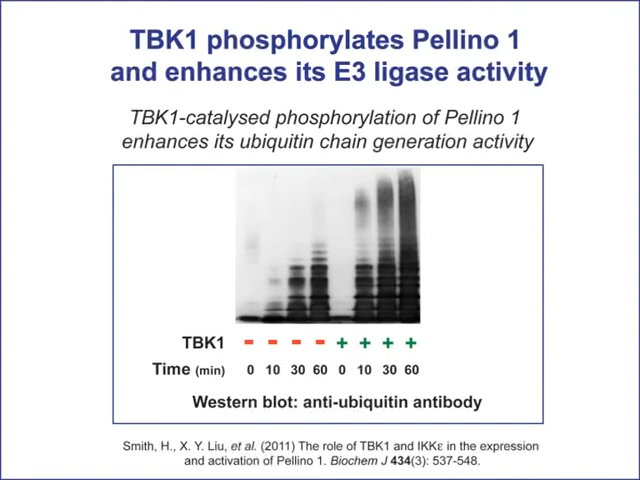 TBK1 phosphorylates Pellino 1
and enhances its E3 ligase activity
TBK1-catalysed phosphorylation of Pellino 1
enhances its ubiquitin chain generation activity
TBK1 - - - - + + + +
Time (min) 0 10 30 60 0 10 30 60
Western blot: anti-ubiquitin antibody
Smith, H., X. Y. Liu, et al. (2011) The role of TBK1 and IKKε in the expression
and activation of Pellino 1. Biochem J 434(3): 537-548.